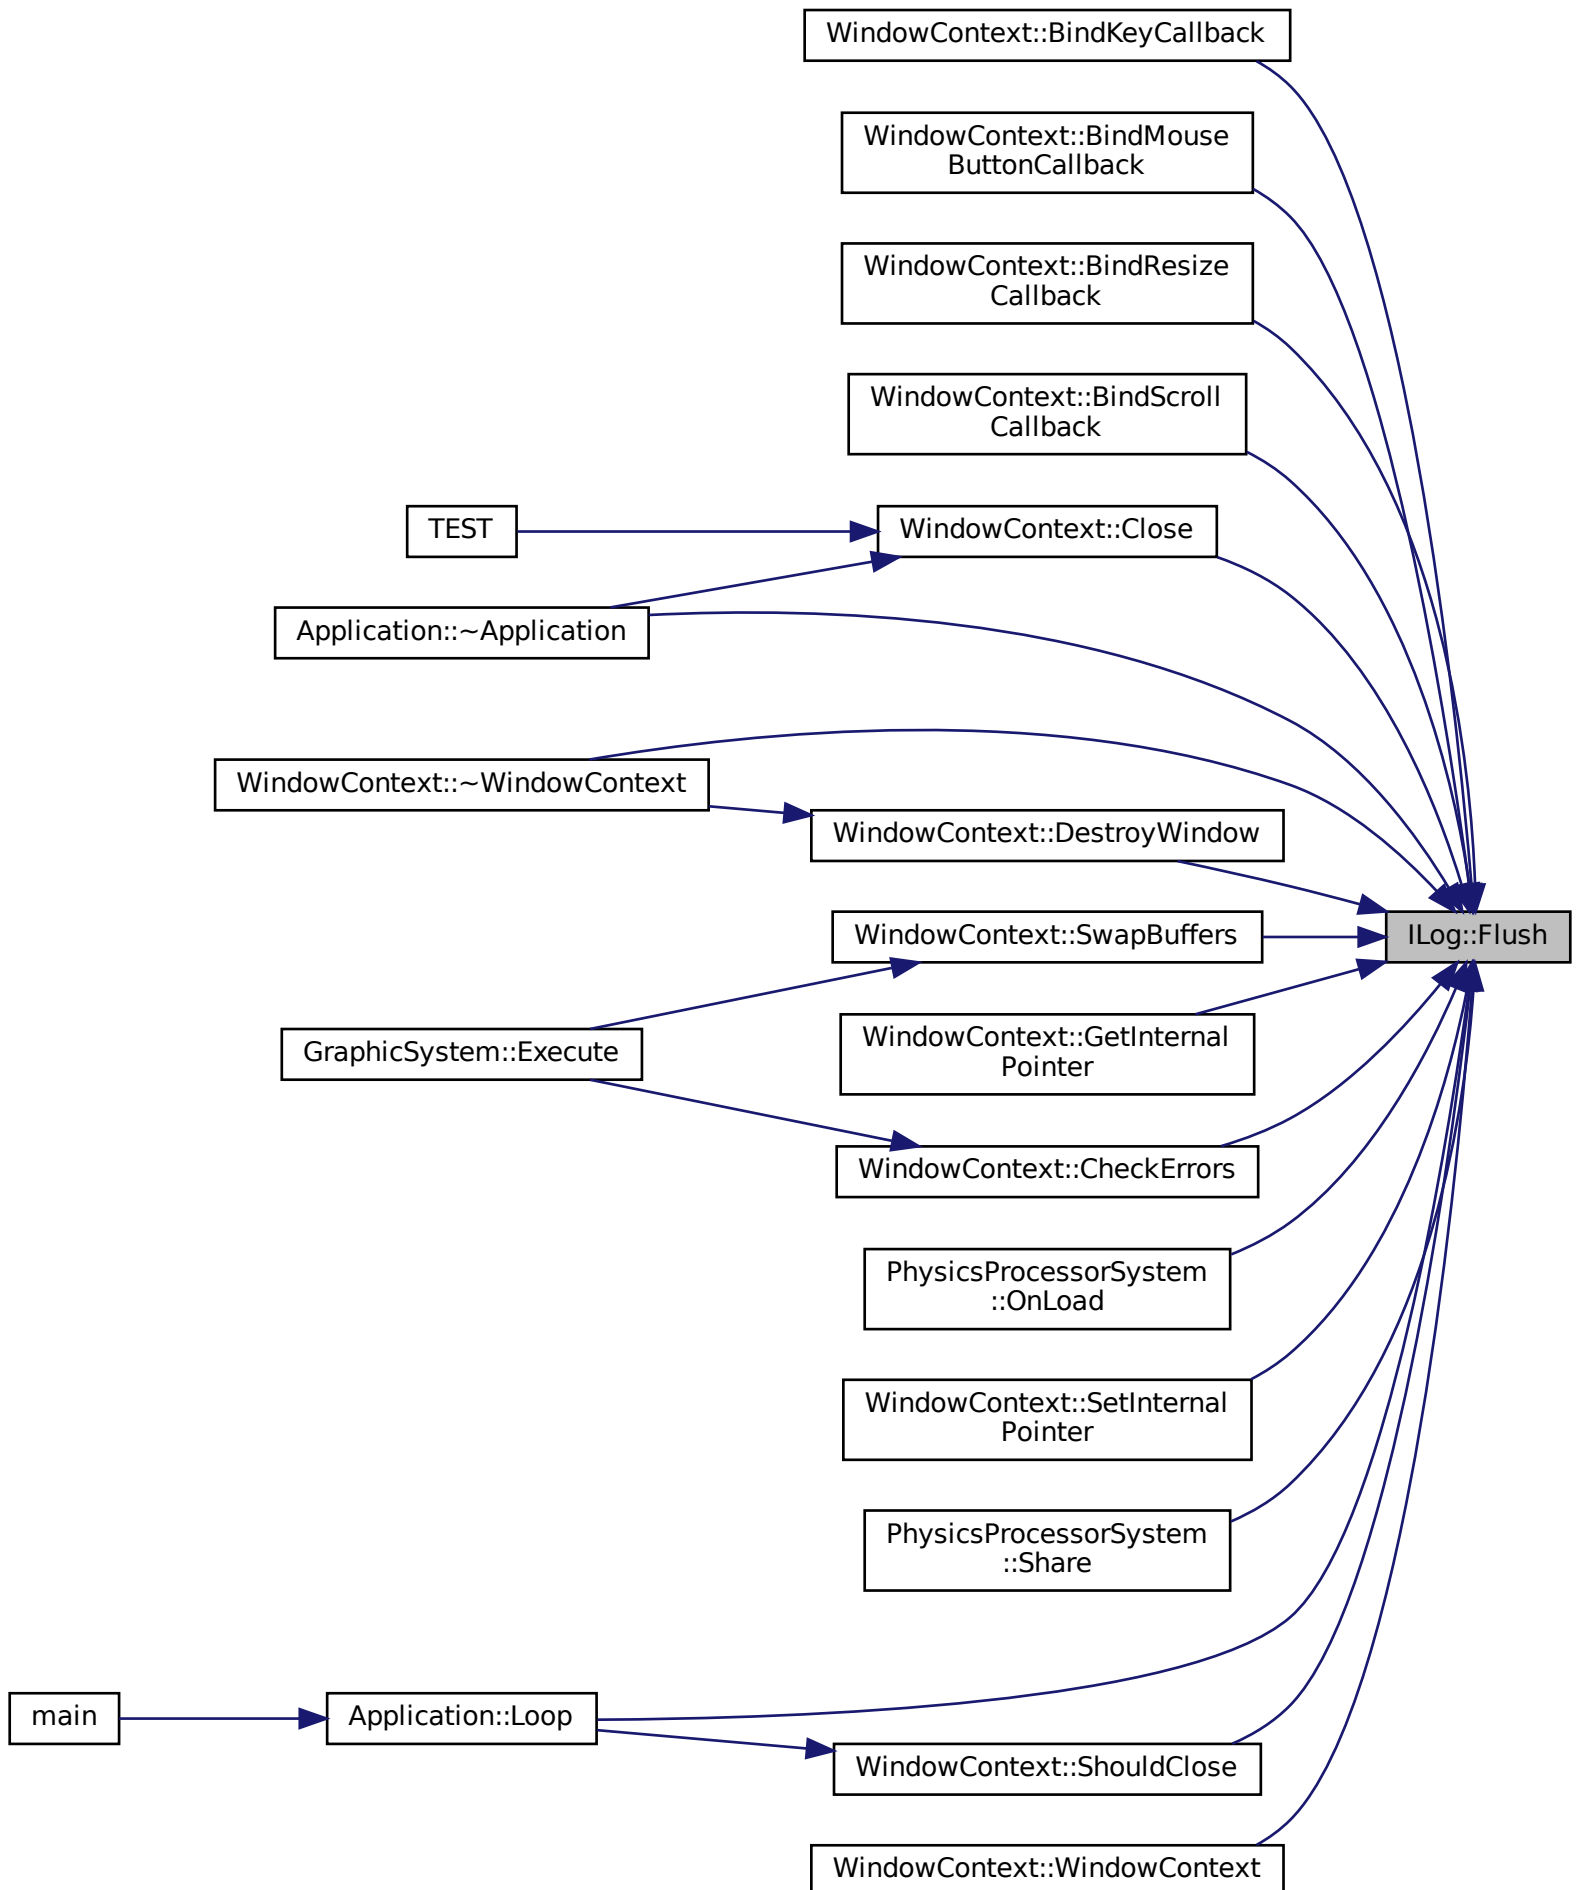 WindowContext::BindKeyCallback
WindowContext::BindMouse
ButtonCallback
WindowContext::BindResize
Callback
WindowContext::BindScroll
Callback
TEST
WindowContext::Close
Application::~Application
WindowContext::~WindowContext
WindowContext::DestroyWindow
WindowContext::SwapBuffers
ILog::Flush
GraphicSystem::Execute
WindowContext::GetInternal
Pointer
WindowContext::CheckErrors
PhysicsProcessorSystem
::OnLoad
WindowContext::SetInternal
Pointer
PhysicsProcessorSystem
::Share
main
Application::Loop
WindowContext::ShouldClose
WindowContext::WindowContext